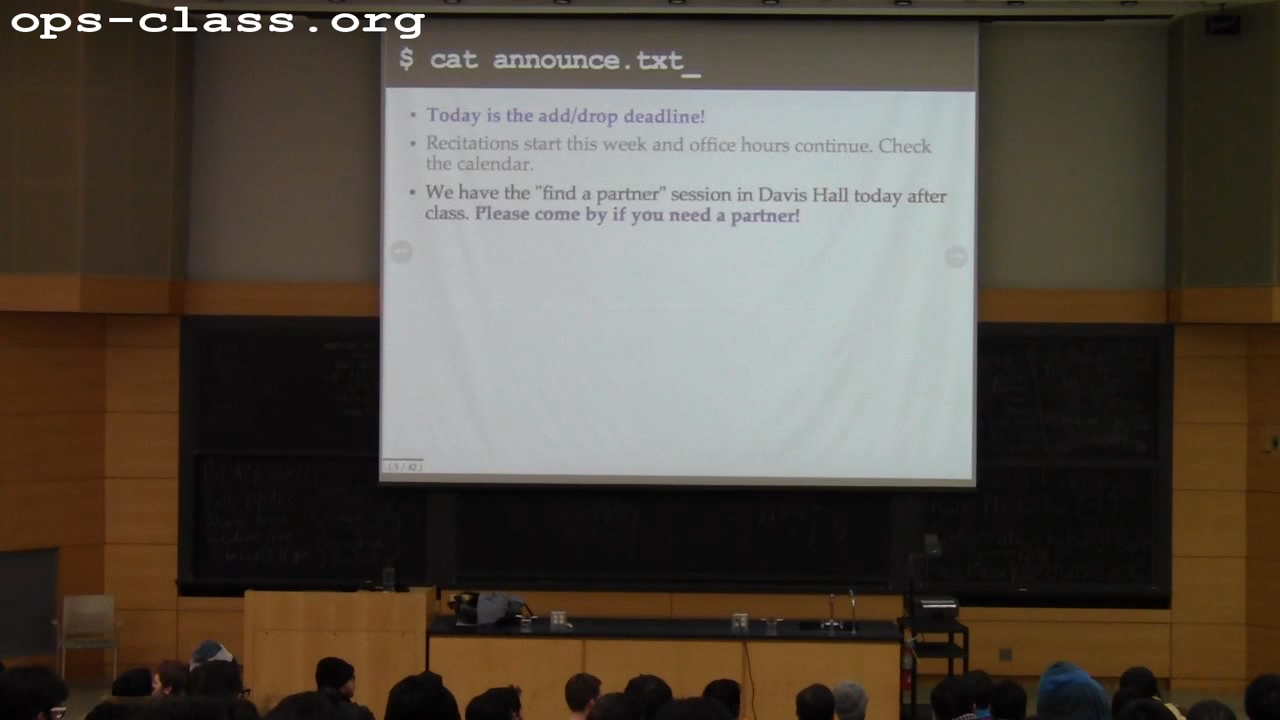 ops-class.org
$ cat announce.txt_
• Today is the add/drop deadline!
• Recitations start this week and office hours continue. Check
the calendar.
• We have the "find a partner" session in Davis Hall today after
class. Please come by if you need a partner!
(3 / 42)